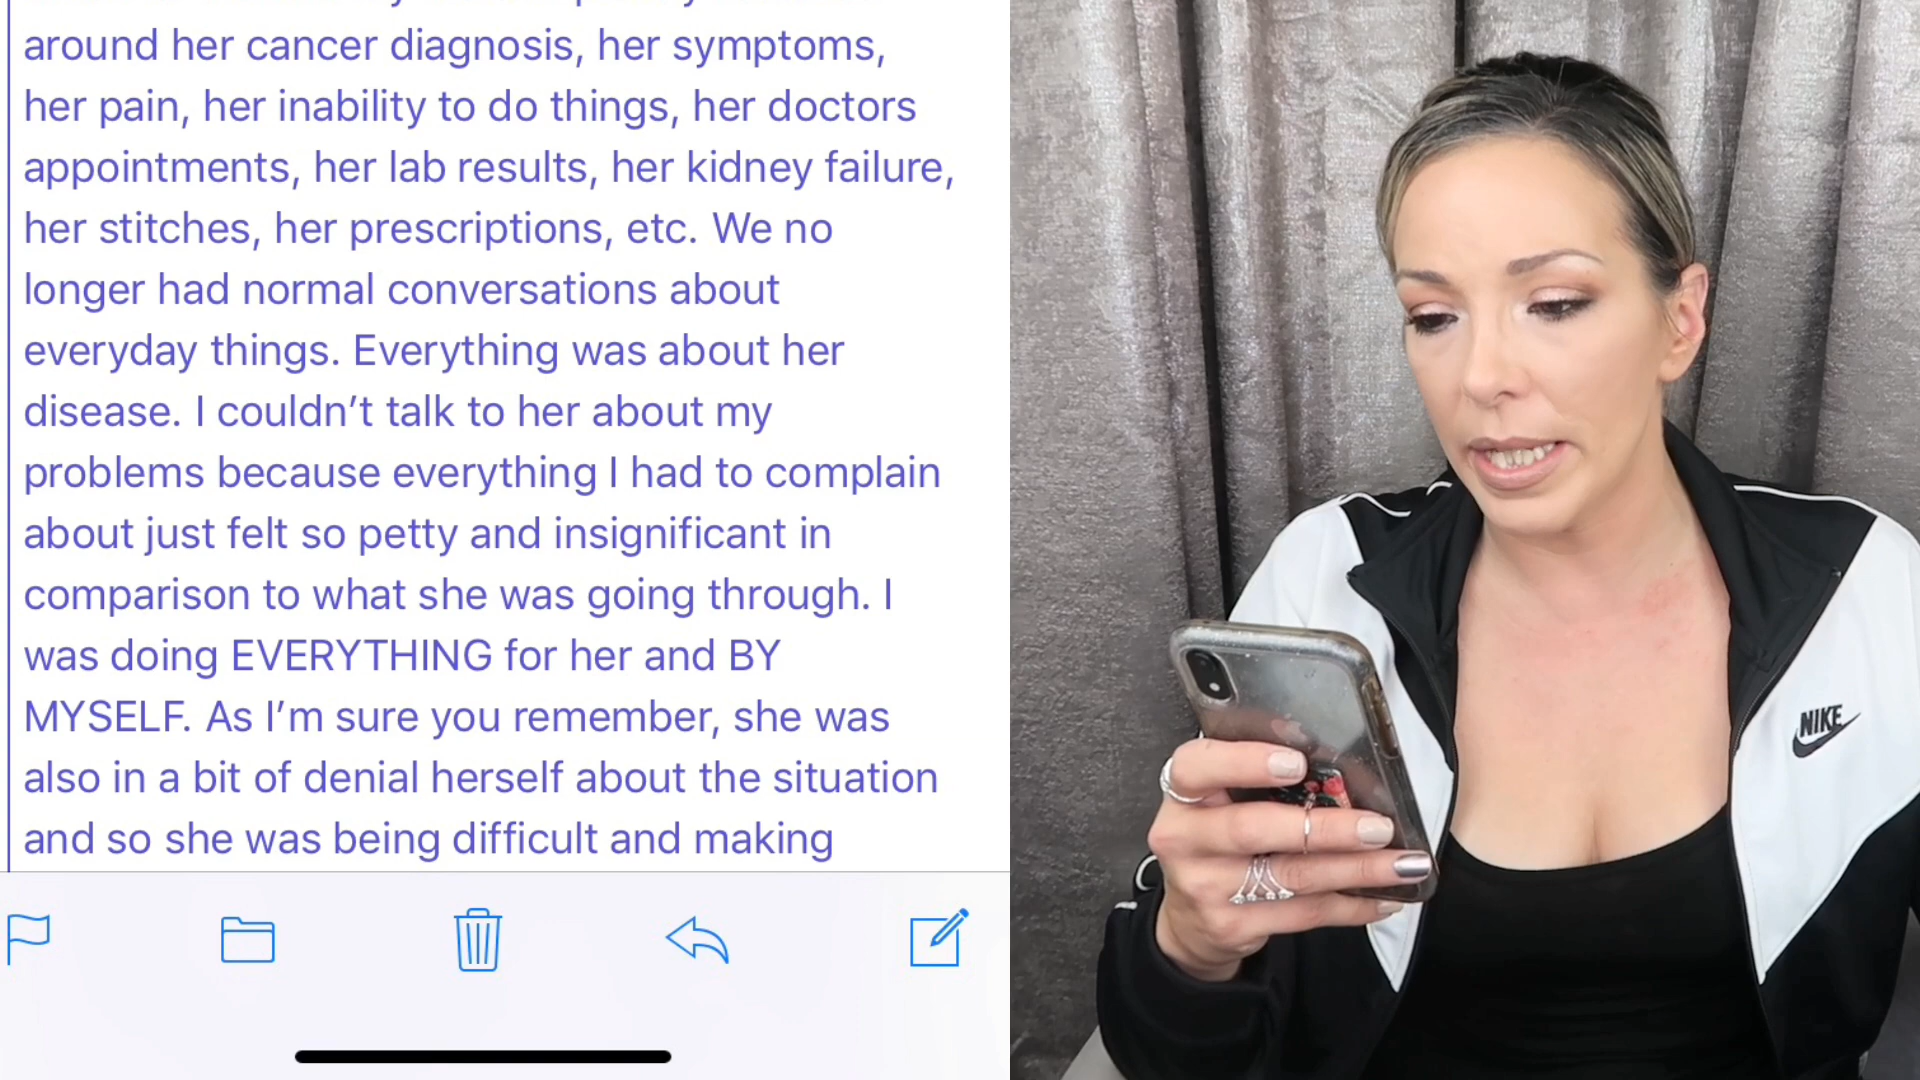 around her cancer diagnosis, her symptoms,
her pain, her inability to do things, her doctors
appointments, her lab results, her kidney failure,
her stitches, her prescriptions, etc. We no
longer had normal conversations about
everyday things. Everything was about her
disease. I couldn’t talk to her about my
problems because everything I had to complain
about just felt so petty and insignificant in
comparison to what she was going through. I
was doing EVERYTHING for her and BY
MYSELF. As I’m sure you remember, she was
also in a bit of denial herself about the situation
and so she was being difficult and making
NIKE